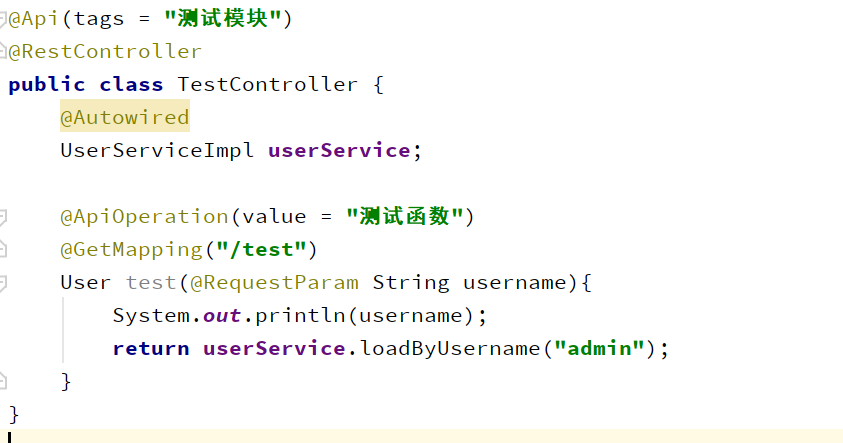 @Api(tags = "测试模块")
@RestController
public class TestController {
    @Autowired
    UserServiceImpl userService;

    @ApiOperation(value = "测试函数")
    @GetMapping("/test")
    User test(@RequestParam String username){
        System.out.println(username);
        return userService.loadByUsername("admin");
    }
}